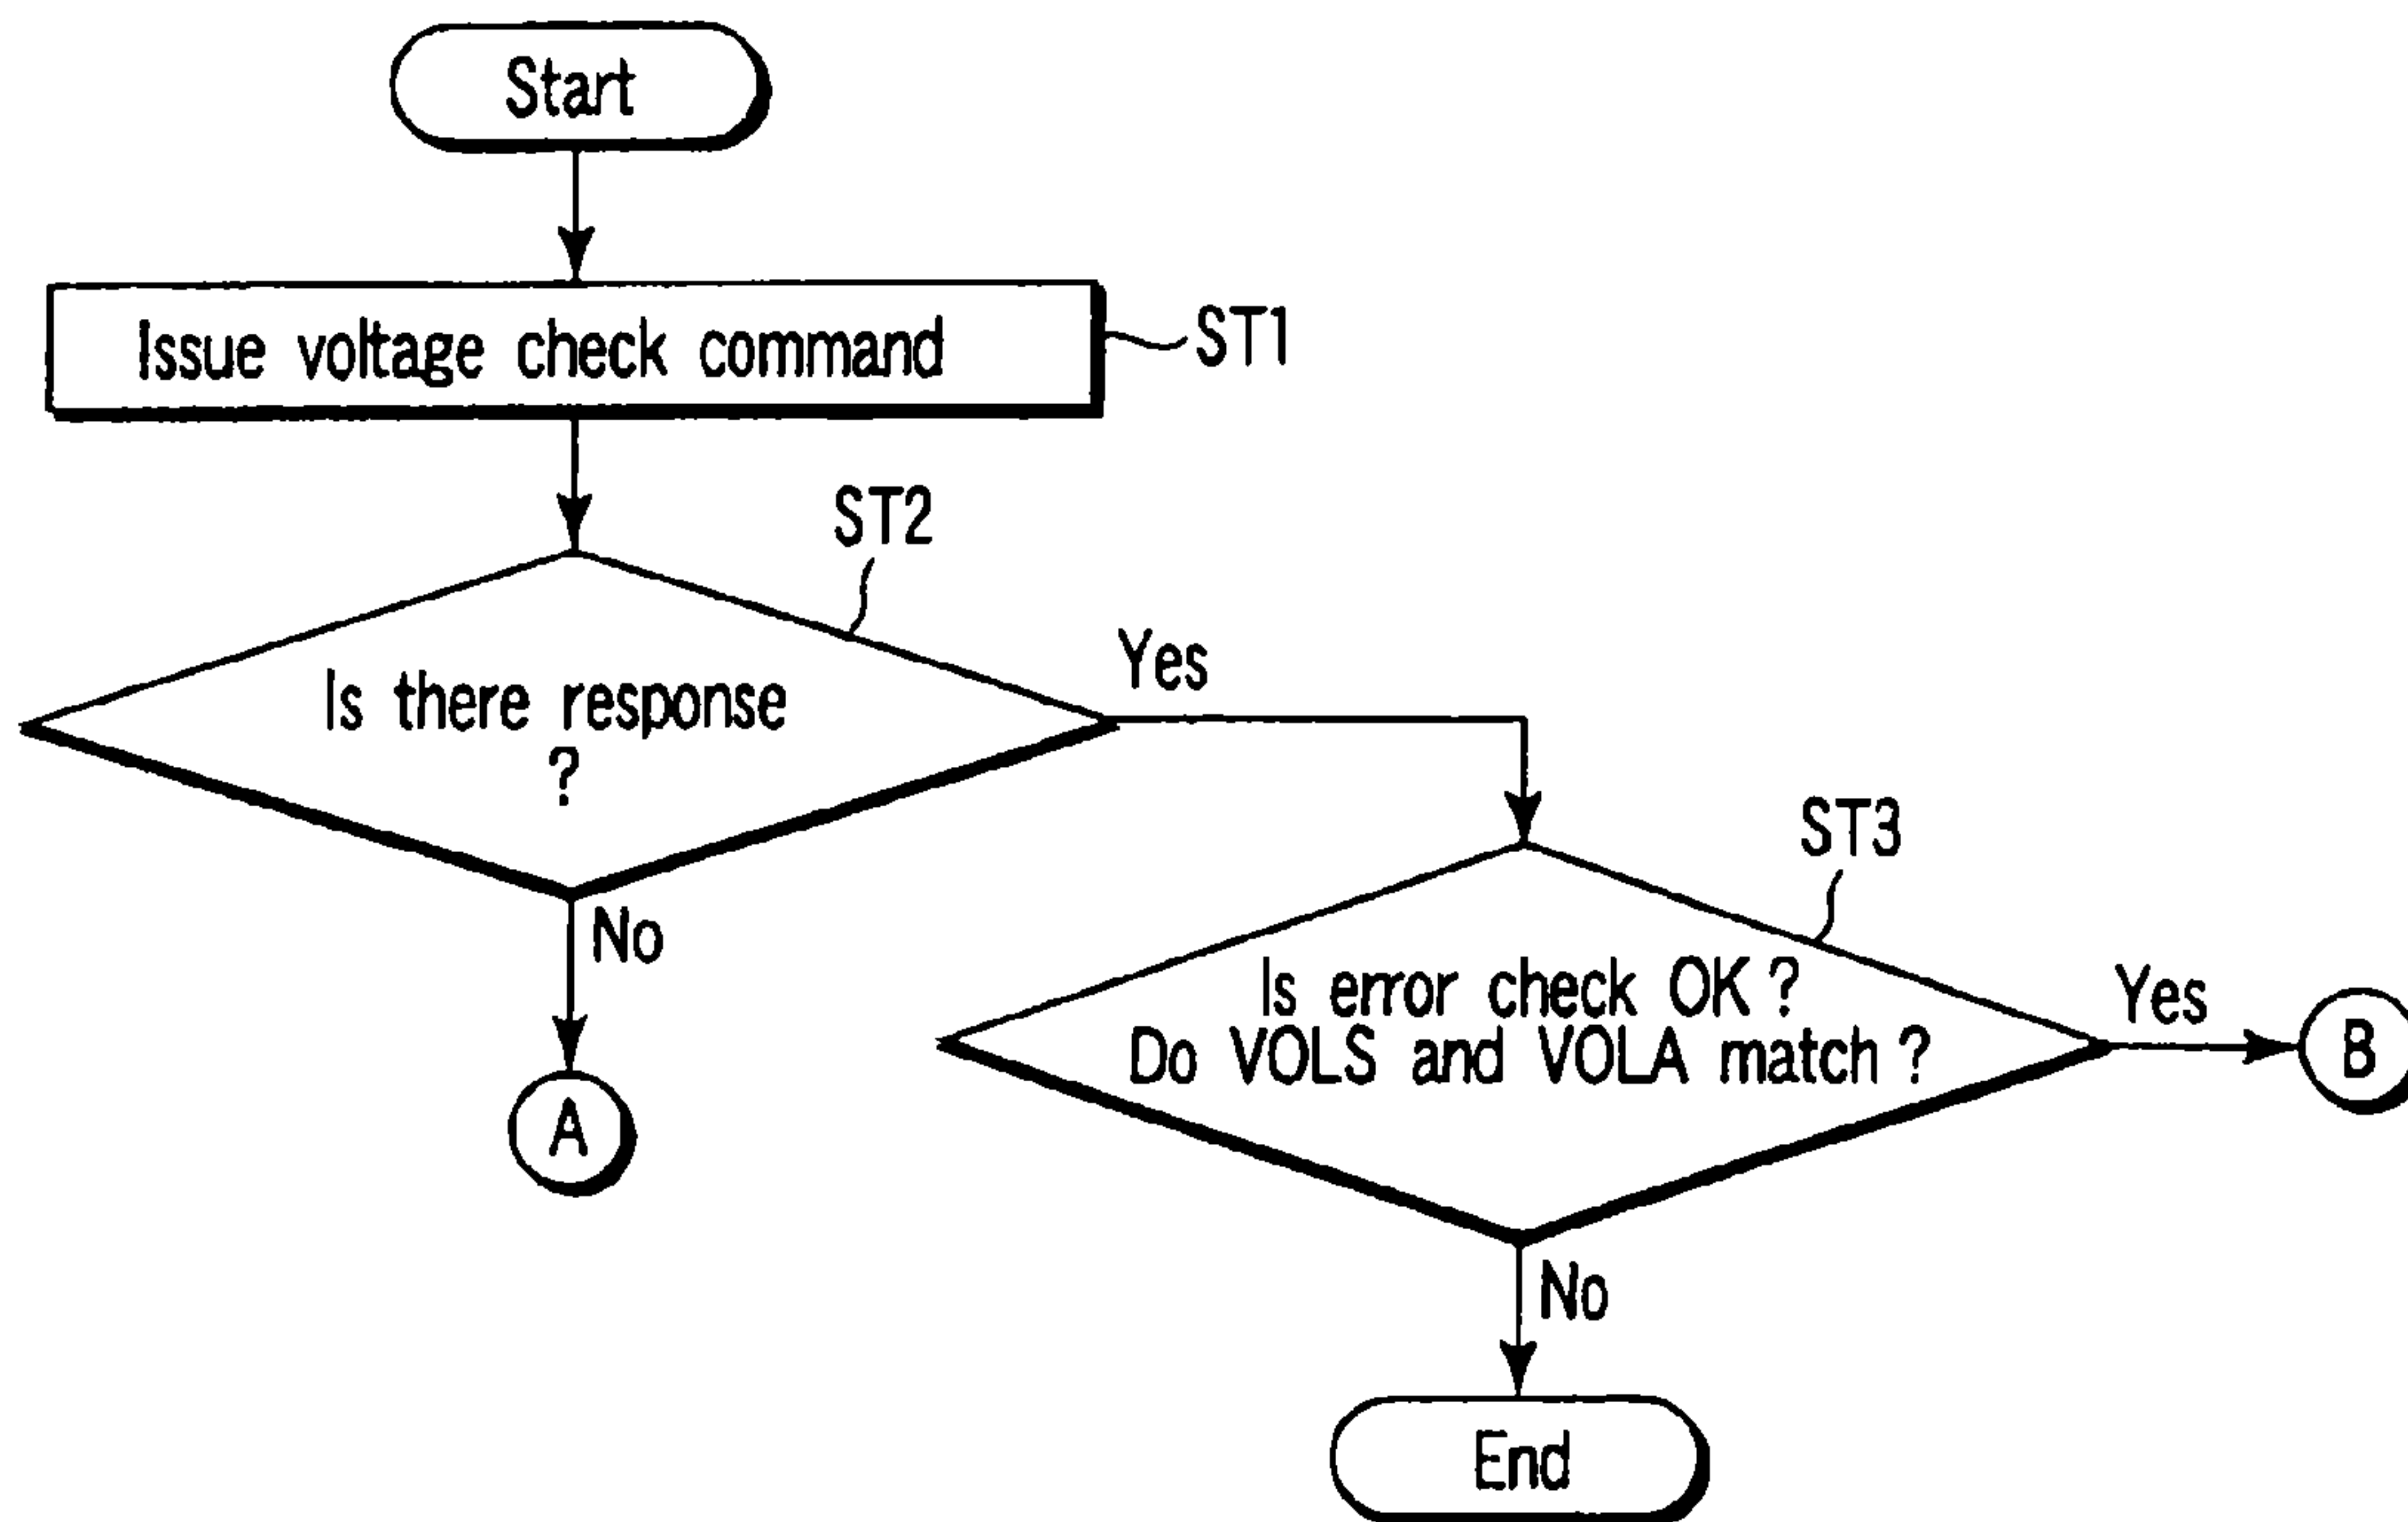 Start
Issue voltage check command
ST1
ST2
Is there response
?
Yes
No
A
ST3
Is error check OK ?
Do VOLS and VOLA match ?
Yes
B
No
End